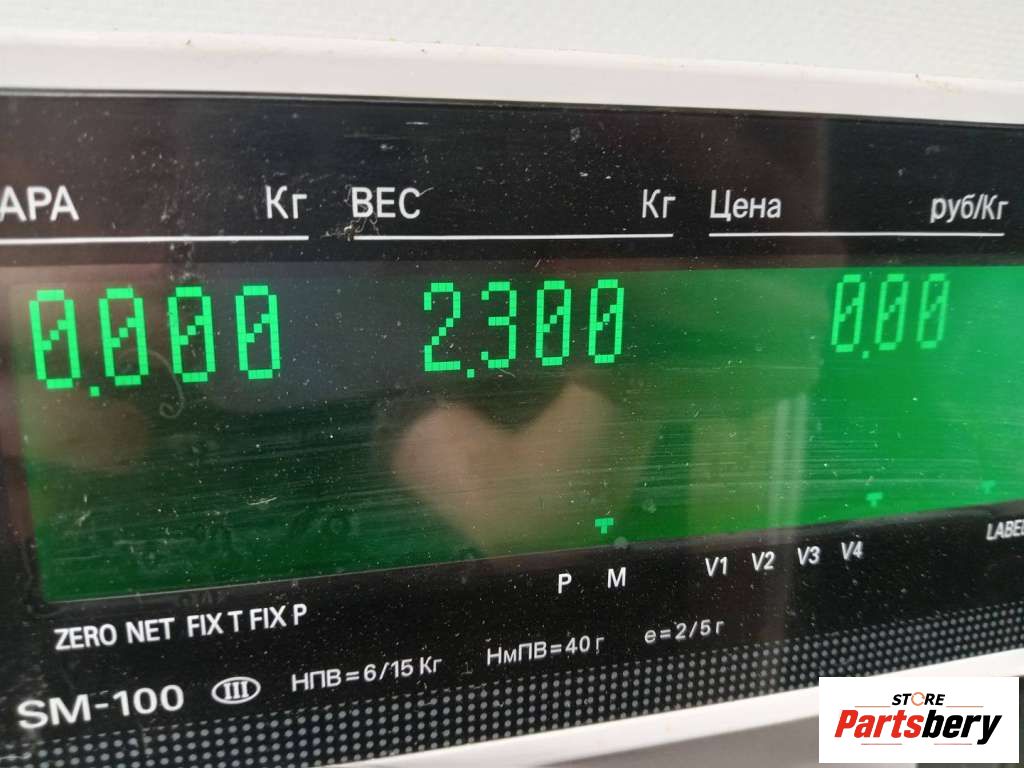 АРА Кг ВЕС Кг Цена руб/Кг
0.000 2.300 0.00
P M V1 V2 V3 V4 LABE
ZERO NET FIX T FIX P
SM-100 III НПВ=6/15 Кг НмПВ=40 г e=2/5 г
STORE
Partsbery